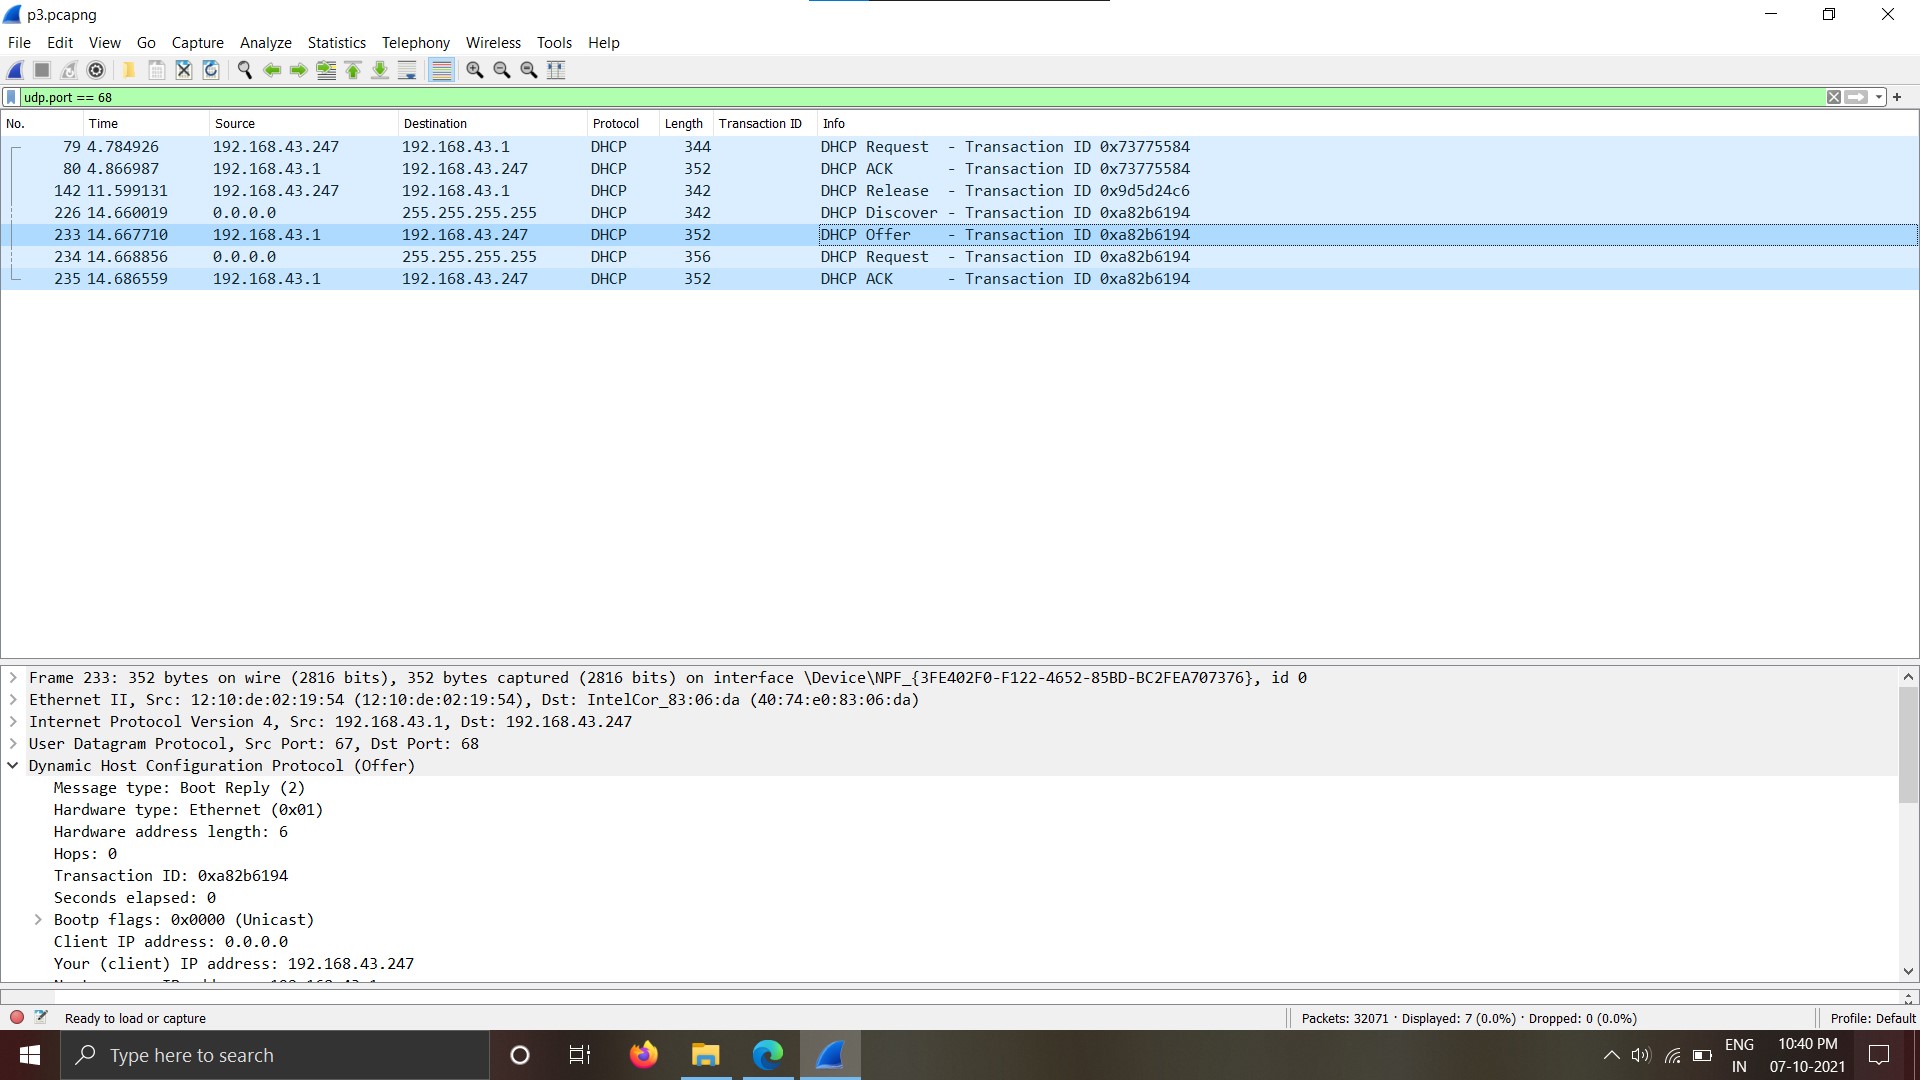 p3.pcapng
File Edit View Go Capture Analyze Statistics Telephony Wireless Tools Help
udp.port == 68
No. Time Source Destination Protocol Length Transaction ID Info
79 4.784926 192.168.43.247 192.168.43.1 DHCP 344 DHCP Request - Transaction ID 0x73775584
80 4.866987 192.168.43.1 192.168.43.247 DHCP 352 DHCP ACK - Transaction ID 0x73775584
142 11.599131 192.168.43.247 192.168.43.1 DHCP 342 DHCP Release - Transaction ID 0x9d5d24c6
226 14.660019 0.0.0.0 255.255.255.255 DHCP 342 DHCP Discover - Transaction ID 0xa82b6194
233 14.667710 192.168.43.1 192.168.43.247 DHCP 352 DHCP Offer - Transaction ID 0xa82b6194
234 14.668856 0.0.0.0 255.255.255.255 DHCP 356 DHCP Request - Transaction ID 0xa82b6194
235 14.686559 192.168.43.1 192.168.43.247 DHCP 352 DHCP ACK - Transaction ID 0xa82b6194
Frame 233: 352 bytes on wire (2816 bits), 352 bytes captured (2816 bits) on interface \Device\NPF_{3FE402F0-F122-4652-85BD-BC2FEA707376}, id 0
Ethernet II, Src: 12:10:de:02:19:54 (12:10:de:02:19:54), Dst: IntelCor_83:06:da (40:74:e0:83:06:da)
Internet Protocol Version 4, Src: 192.168.43.1, Dst: 192.168.43.247
User Datagram Protocol, Src Port: 67, Dst Port: 68
Dynamic Host Configuration Protocol (Offer)
Message type: Boot Reply (2)
Hardware type: Ethernet (0x01)
Hardware address length: 6
Hops: 0
Transaction ID: 0xa82b6194
Seconds elapsed: 0
Bootp flags: 0x0000 (Unicast)
Client IP address: 0.0.0.0
Your (client) IP address: 192.168.43.247
Ready to load or capture
Packets: 32071 · Displayed: 7 (0.0%) · Dropped: 0 (0.0%)
Profile: Default
Type here to search
ENG
IN
10:40 PM
07-10-2021